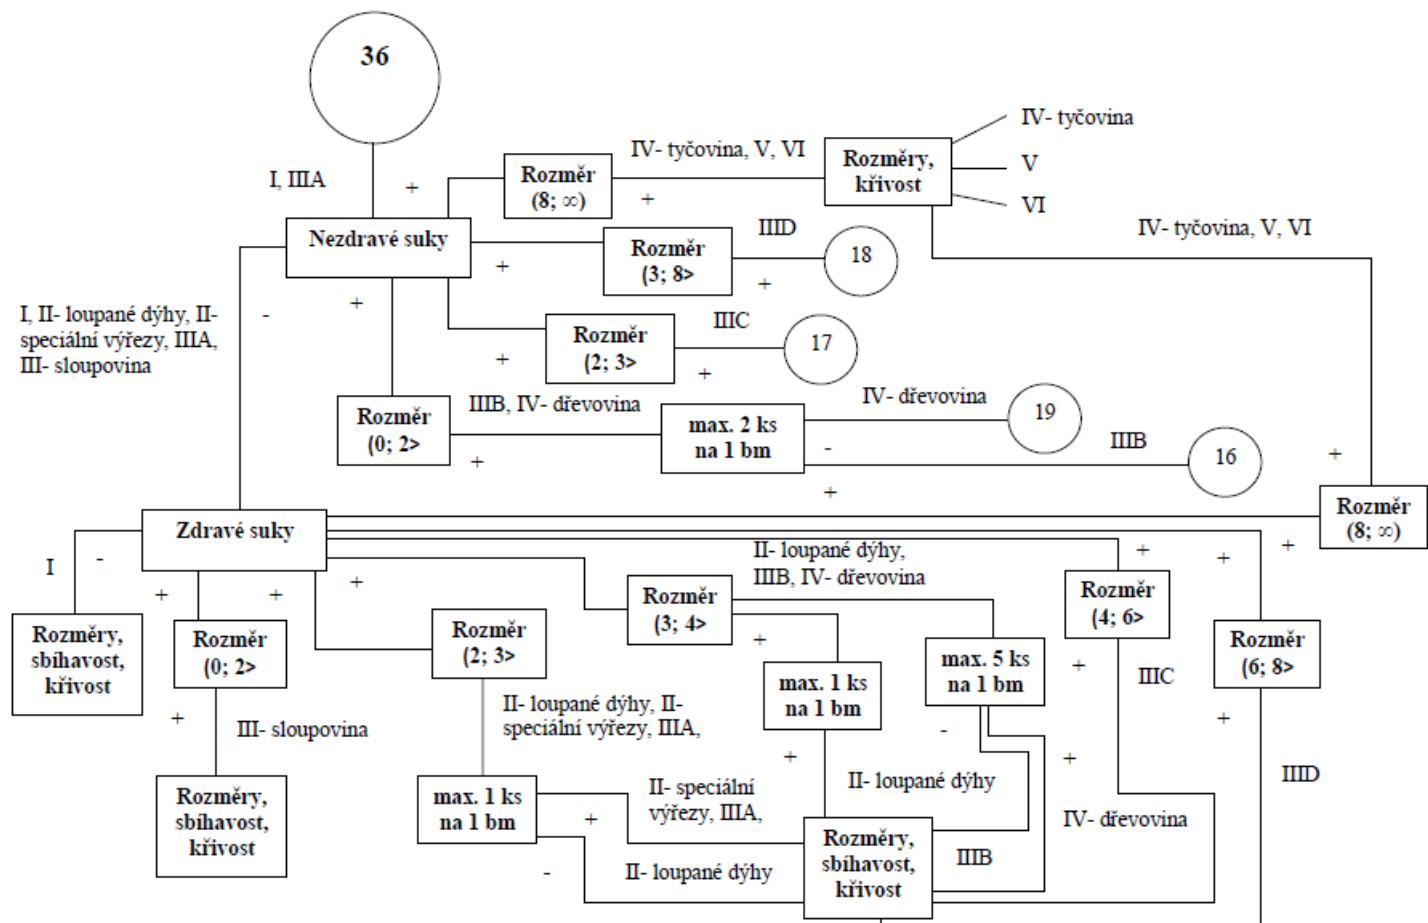 36
I, IIIA
+
Rozměr
(8; ∞)
IV- tyčovina, V, VI
+
Rozměry,
křivost
IV- tyčovina
V
VI
IV- tyčovina, V, VI
Nezdravé suky
+
Rozměr
(3; 8>
IIID
+
18
+
-
I, II- loupané dýhy, II-
speciální výřezy, IIIA,
III- sloupovina
+
Rozměr
(2; 3>
IIIC
+
17
Rozměr
(0; 2>
IIIB, IV- dřevovina
+
max. 2 ks
na 1 bm
IV- dřevovina
19
-
IIIB
16
+
+
Rozměr
(8; ∞)
Zdravé suky
I
-
+
+
+
II- loupané dýhy,
IIIB, IV- dřevovina
+
+
+
Rozměry,
sbíhavost,
křivost
Rozměr
(0; 2>
Rozměr
(2; 3>
Rozměr
(3; 4>
+
max. 1 ks
na 1 bm
max. 5 ks
na 1 bm
Rozměr
(4; 6>
+
IIIC
Rozměr
(6; 8>
+
+
III- sloupovina
II- loupané dýhy, II-
speciální výřezy, IIIA,
+
-
+
IIID
Rozměry,
sbíhavost,
křivost
max. 1 ks
na 1 bm
+
II- speciální
výřezy, IIIA,
II- loupané dýhy
IV- dřevovina
-
II- loupané dýhy
Rozměry,
sbíhavost,
křivost
IIIB